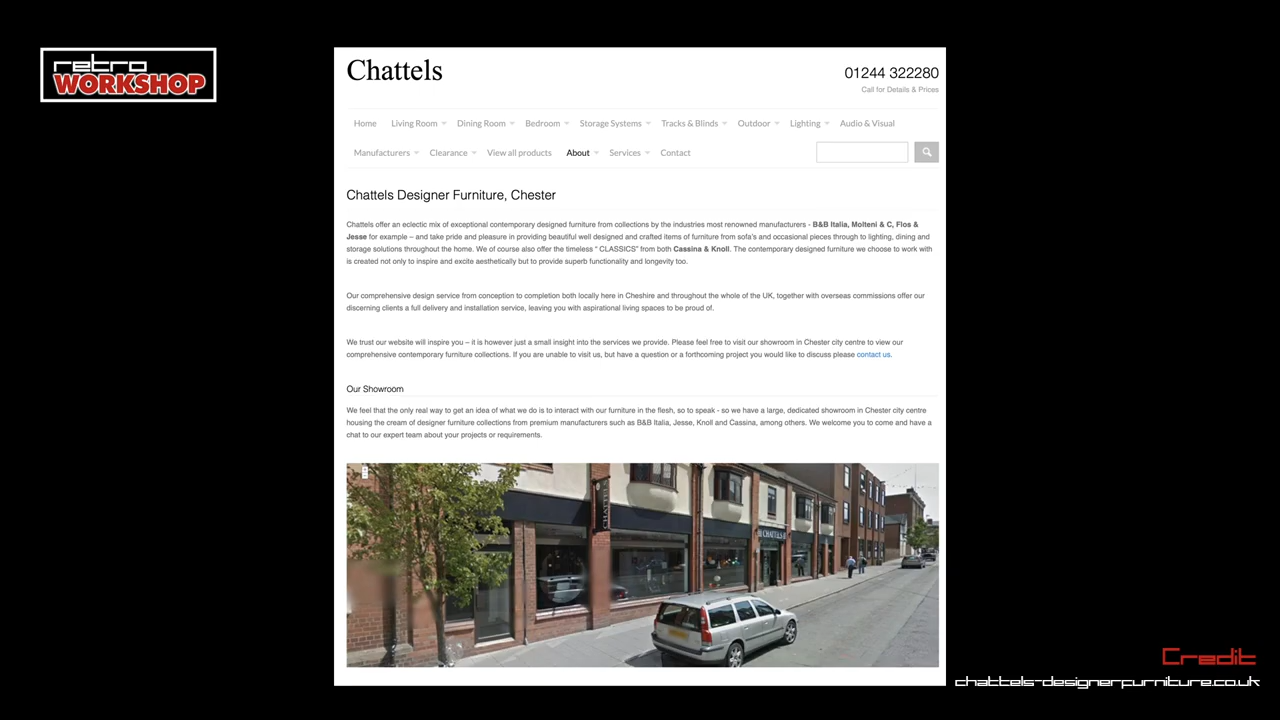 retro
WORKSHOP
Chattels
01244 322280
Call for Details & Prices
Home Living Room Dining Room Bedroom Storage Systems Tracks & Blinds Outdoor Lighting Audio & Visual
Manufacturers Clearance View all products About Services Contact
Chattels Designer Furniture, Chester
Chattels offer an eclectic mix of exceptional contemporary designed furniture from collections by the industries most renowned manufacturers - B&B Italia, Molteni & C, Flos &
Jesse for example – and take pride and pleasure in providing beautiful well designed and crafted items of furniture from sofa's and occasional pieces through to lighting, dining and
storage solutions throughout the home. We of course also offer the timeless " CLASSICS" from both Cassina & Knoll. The contemporary designed furniture we choose to work with
is created not only to inspire and excite aesthetically but to provide superb functionality and longevity too.
Our comprehensive design service from conception to completion both locally here in Cheshire and throughout the whole of the UK, together with overseas commissions offer our
discerning clients a full delivery and installation service, leaving you with aspirational living spaces to be proud of.
We trust our website will inspire you – it is however just a small insight into the services we provide. Please feel free to visit our showroom in Chester city centre to view our
comprehensive contemporary furniture collections. If you are unable to visit us, but have a question or a forthcoming project you would like to discuss please contact us.
Our Showroom
We feel that the only real way to get an idea of what we do is to interact with our furniture in the flesh, so to speak - so we have a large, dedicated showroom in Chester city centre
housing the cream of designer furniture collections from premium manufacturers such as B&B Italia, Jesse, Knoll and Cassina, among others. We welcome you to come and have a
chat to our expert team about your projects or requirements.
CHATTELS
CHATTELS
Credit
chattels-designerfurniture.co.uk